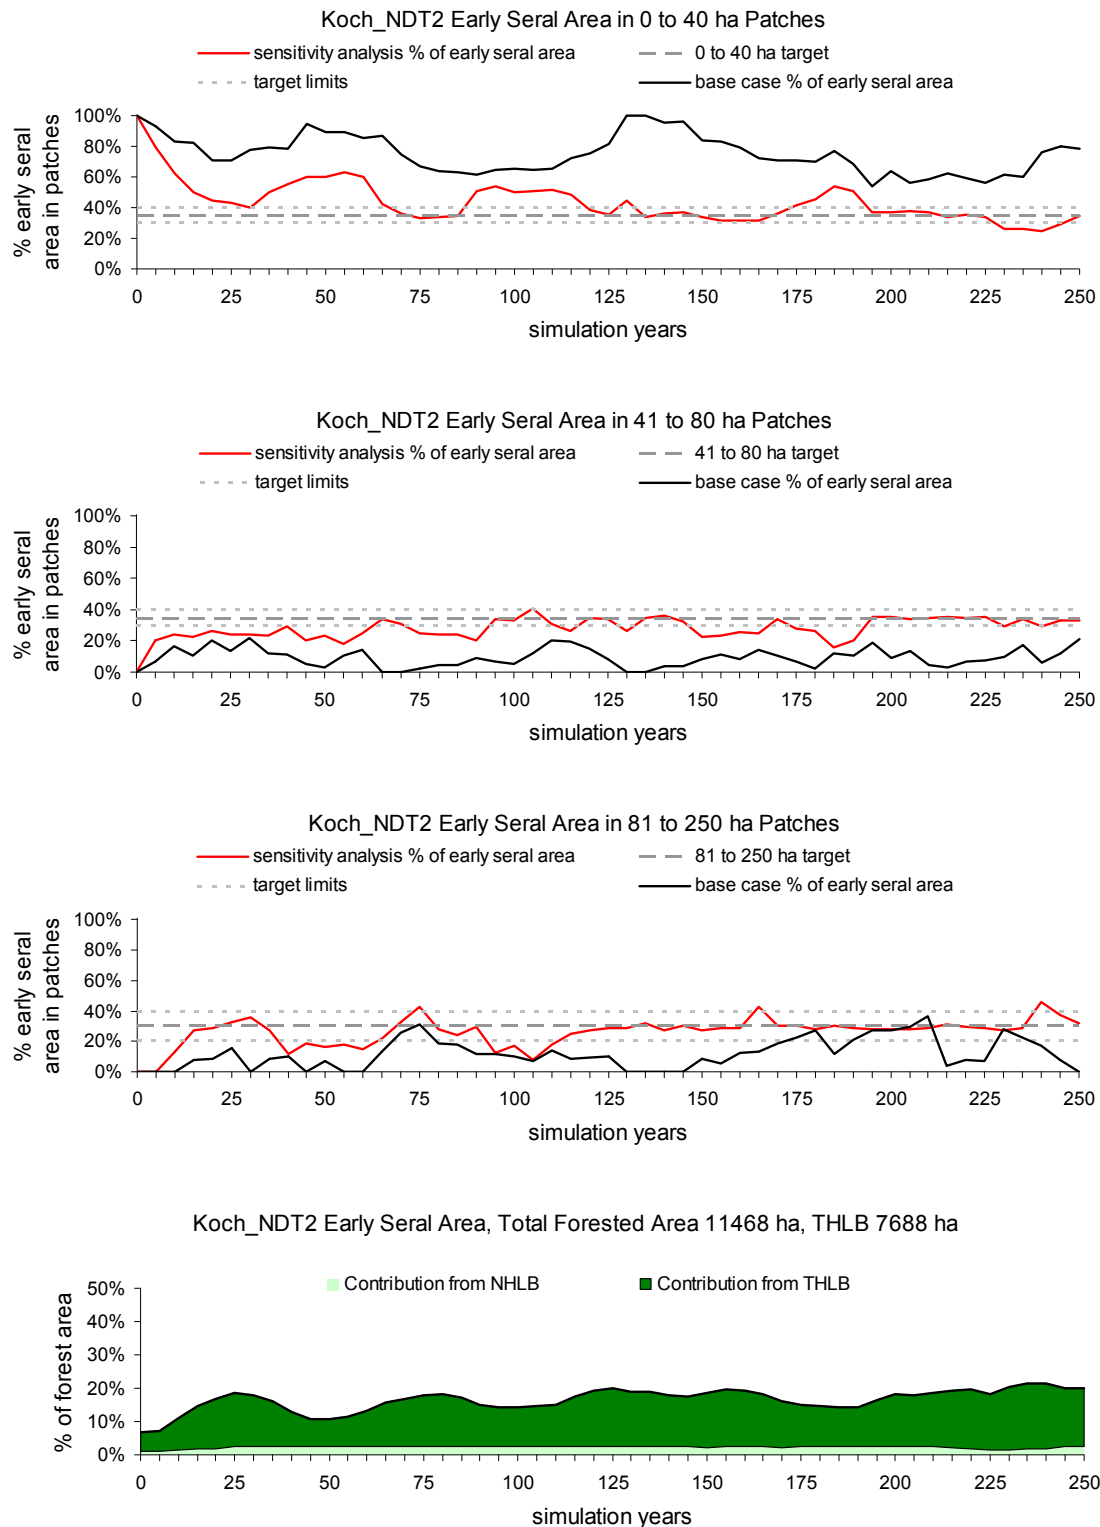 Koch_NDT2 Early Seral Area in 0 to 40 ha Patches
sensitivity analysis % of early seral area
0 to 40 ha target
target limits
base case % of early seral area
% early seral
area in patches
100%
80%
60%
40%
20%
0%
0 25 50 75 100 125 150 175 200 225 250
simulation years
Koch_NDT2 Early Seral Area in 41 to 80 ha Patches
sensitivity analysis % of early seral area
41 to 80 ha target
target limits
base case % of early seral area
% early seral
area in patches
100%
80%
60%
40%
20%
0%
0 25 50 75 100 125 150 175 200 225 250
simulation years
Koch_NDT2 Early Seral Area in 81 to 250 ha Patches
sensitivity analysis % of early seral area
81 to 250 ha target
target limits
base case % of early seral area
% early seral
area in patches
100%
80%
60%
40%
20%
0%
0 25 50 75 100 125 150 175 200 225 250
simulation years
Koch_NDT2 Early Seral Area, Total Forested Area 11468 ha, THLB 7688 ha
Contribution from NHLB
Contribution from THLB
% of forest area
50%
40%
30%
20%
10%
0%
0 25 50 75 100 125 150 175 200 225 250
simulation years